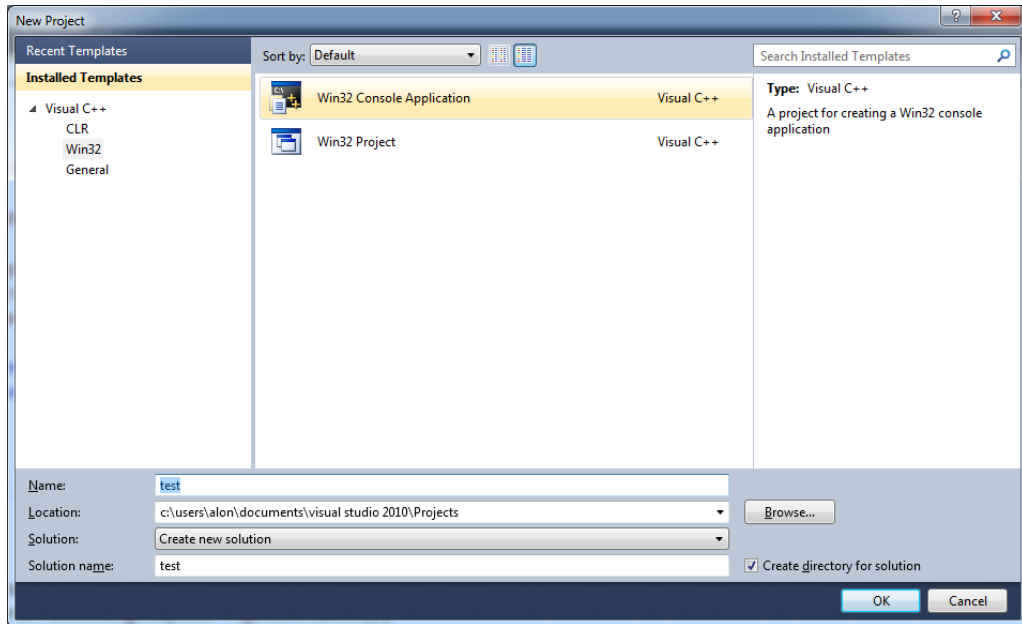 New Project
Recent Templates
Installed Templates
Visual C++
CLR
Win32
General
Sort by: Default
Win32 Console Application Visual C++
Win32 Project Visual C++
Search Installed Templates
Type: Visual C++
A project for creating a Win32 console
application
Name: test
Location: c:\users\alon\documents\visual studio 2010\Projects
Browse...
Solution: Create new solution
Solution name: test
Create directory for solution
OK Cancel